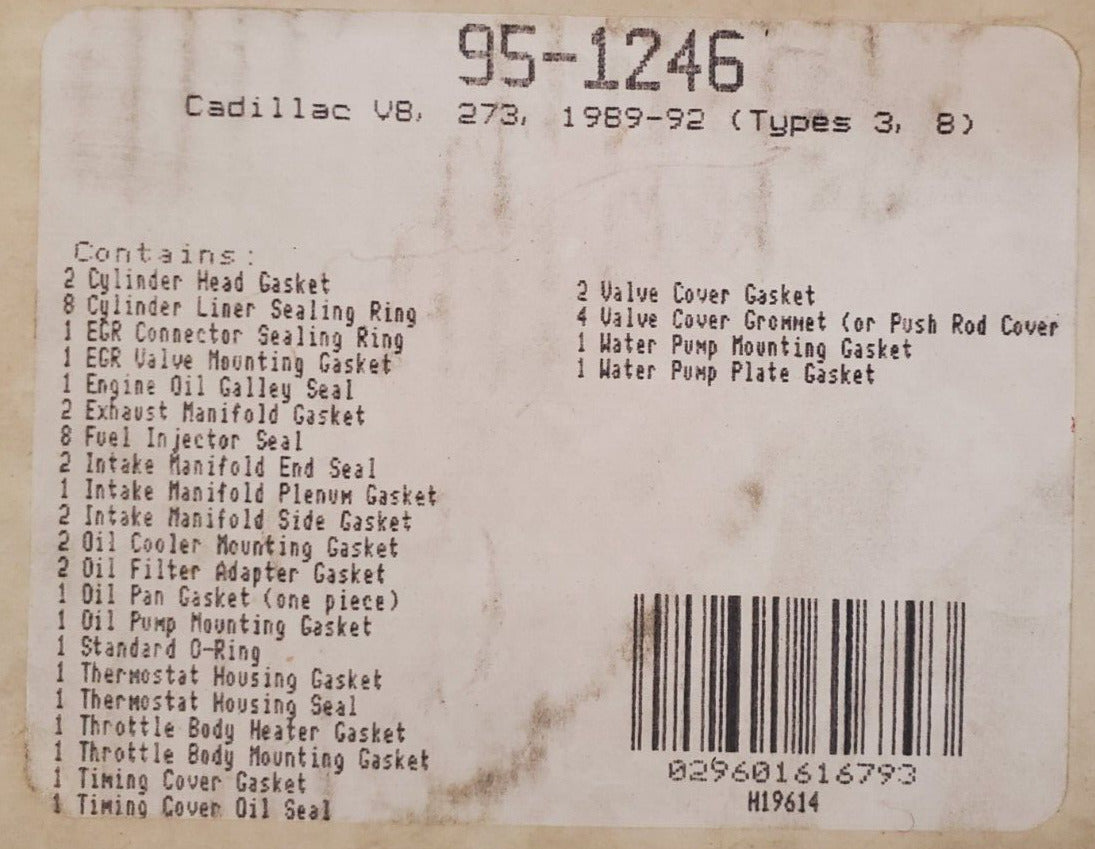 95-1246
Cadillac V8, 273, 1989-92 (Types 3, 8)
Contains:
2 Cylinder Head Gasket
8 Cylinder Liner Sealing Ring
1 EGR Connector Sealing Ring
1 EGR Valve Mounting Gasket
1 Engine Oil Galley Seal
2 Exhaust Manifold Gasket
8 Fuel Injector Seal
2 Intake Manifold End Seal
1 Intake Manifold Plenum Gasket
2 Intake Manifold Side Gasket
2 Oil Cooler Mounting Gasket
2 Oil Filter Adapter Gasket
1 Oil Pan Gasket (one piece)
1 Oil Pump Mounting Gasket
1 Standard O-Ring
1 Thermostat Housing Gasket
1 Thermostat Housing Seal
1 Throttle Body Heater Gasket
1 Throttle Body Mounting Gasket
1 Timing Cover Gasket
1 Timing Cover Oil Seal
2 Valve Cover Gasket
4 Valve Cover Grommet (or Push Rod Cover
1 Water Pump Mounting Gasket
1 Water Pump Plate Gasket
029601616793
H19614